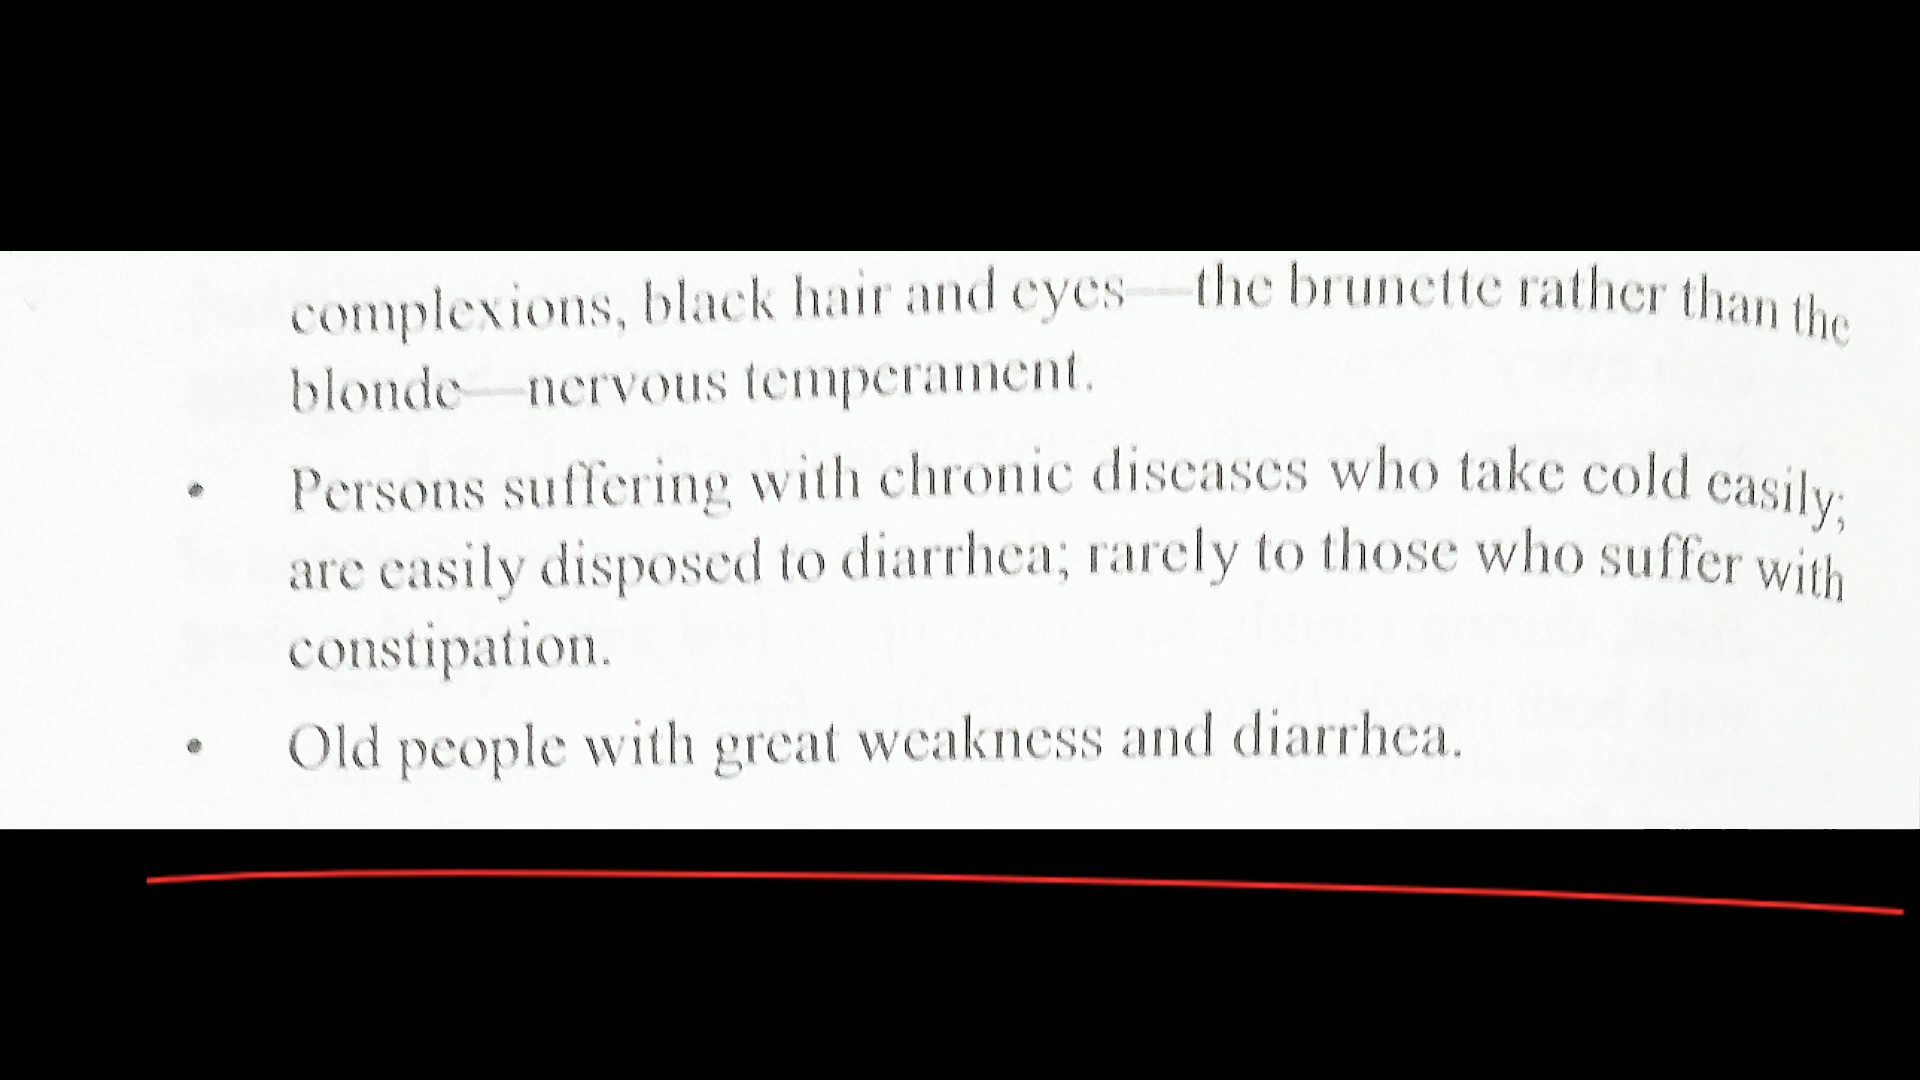 complexions, black hair and eyes—the brunette rather than the
blonde—nervous temperament.
• Persons suffering with chronic diseases who take cold easily;
are easily disposed to diarrhea; rarely to those who suffer with
constipation.
• Old people with great weakness and diarrhea.